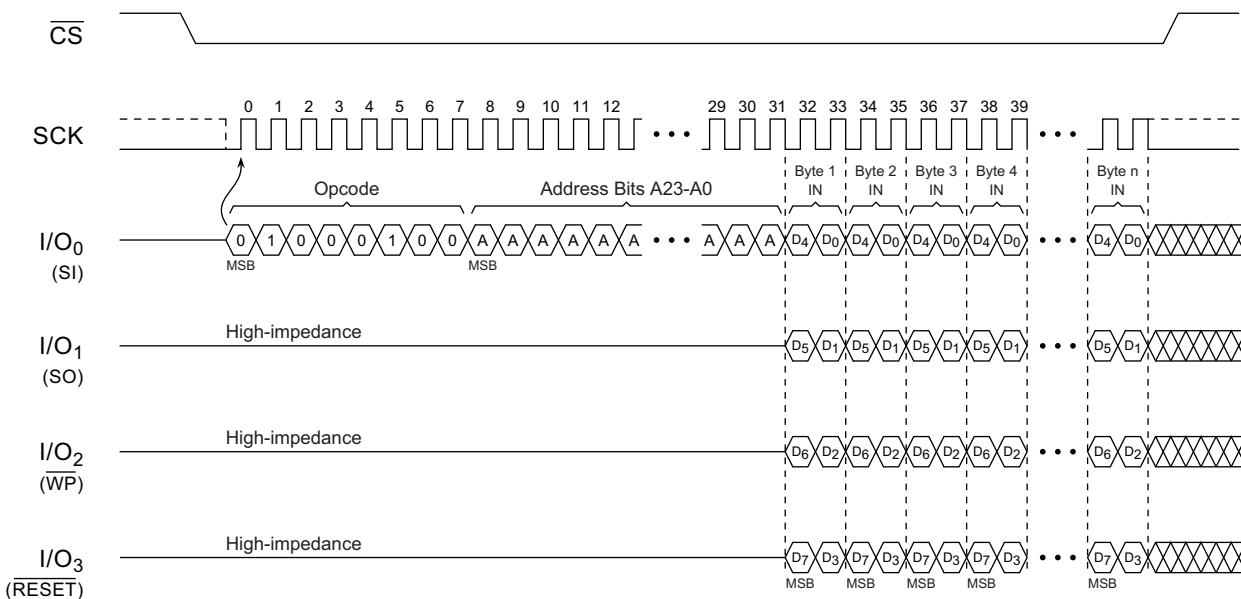 CS
0 1 2 3 4 5 6 7 8 9 10 11 12 29 30 31 32 33 34 35 36 37 38 39
SCK
Opcode
Address Bits A23-A0
Byte 1 IN
Byte 2 IN
Byte 3 IN
Byte 4 IN
Byte n IN
I/O0 (SI)
0 1 0 0 0 1 0 0 A A A A A A • • • A A A D4 D0 D4 D0 D4 D0 D4 D0 • • • D4 D0
MSB MSB
High-impedance
I/O1 (SO)
D5 D1 D5 D1 D5 D1 D5 D1 • • • D5 D1
High-impedance
I/O2 (WP)
D6 D2 D6 D2 D6 D2 D6 D2 • • • D6 D2
High-impedance
I/O3 (RESET)
D7 D3 D7 D3 D7 D3 D7 D3 • • • D7 D3
MSB MSB MSB MSB MSB